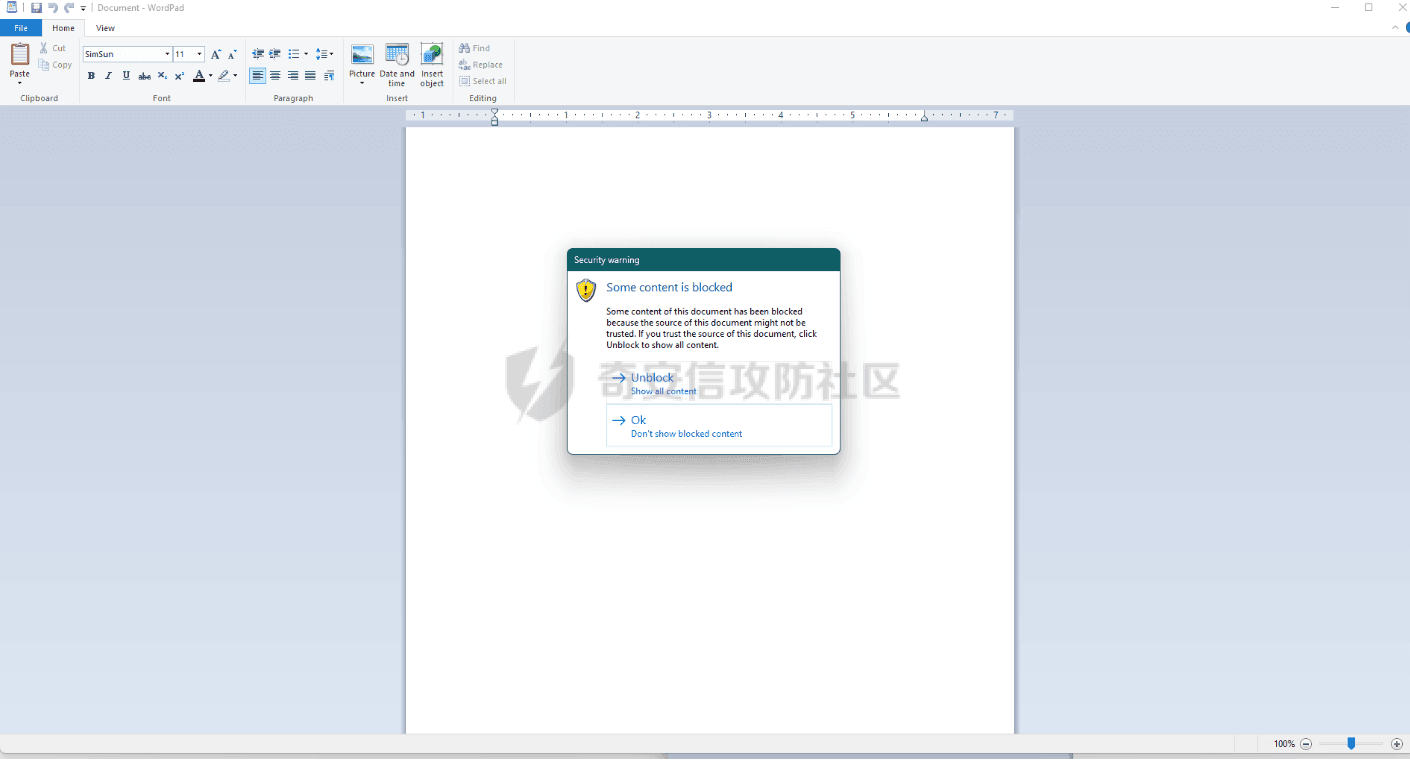 Document - WordPad
File Home View
Paste
Cut
Copy
Clipboard
SimSun 11 A A
B I U abc X₂ X² A
Font
Paragraph
Picture
Date and time
Insert object
Insert
Find
Replace
Select all
Editing
1 1 2 3 4 5 7
Security warning
Some content is blocked
Some content of this document has been blocked
because the source of this document might not be
trusted. If you trust the source of this document, click
Unblock to show all content.
Unblock
Show all content
Ok
Don't show blocked content
奇安信攻防社区
100%